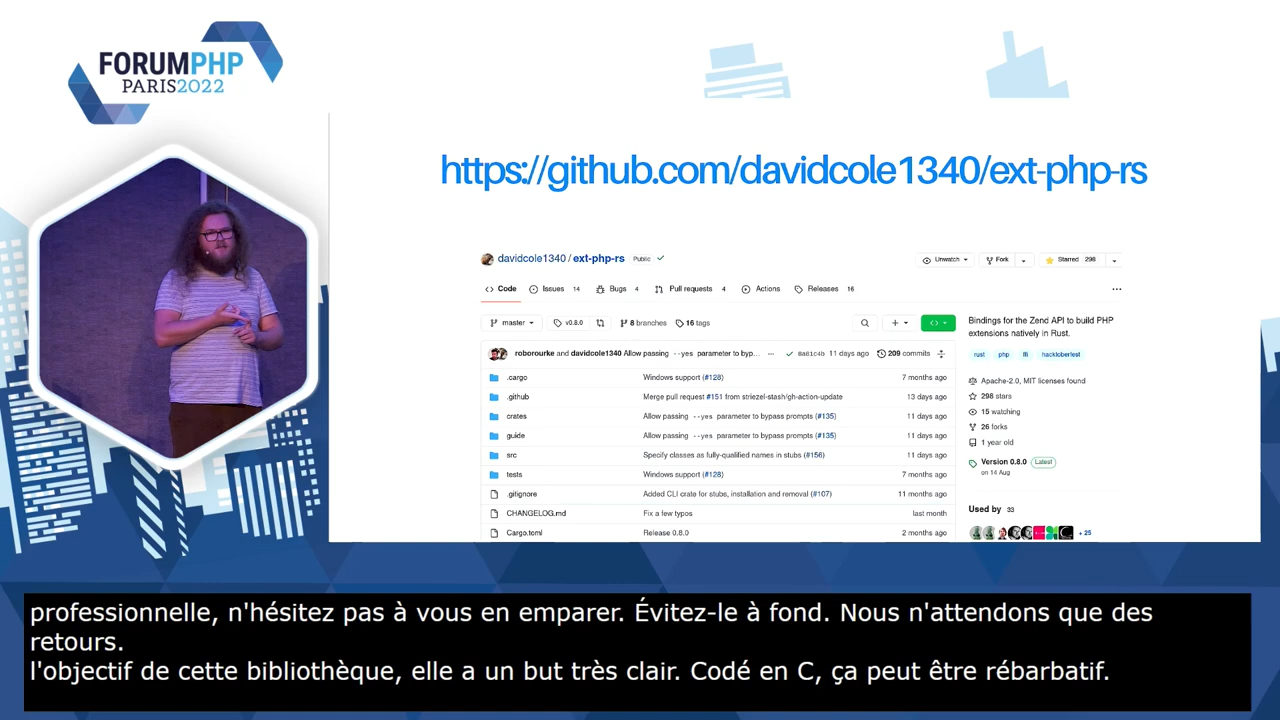 FORUMPHP
PARIS2022
https://github.com/davidcole1340/ext-php-rs
davidcole1340 / ext-php-rs Public
Unwatch Fork Starred 298
Code Issues 14 Bugs 4 Pull requests 4 Actions Releases 16
master v0.8.0 8 branches 16 tags
roborourke and davidcole1340 Allow passing --yes parameter to byp... ... 8a81c4b 11 days ago 209 commits
.cargo Windows support (#128) 7 months ago
.github Merge pull request #151 from striezel-stash/gh-action-update 13 days ago
crates Allow passing --yes parameter to bypass prompts (#135) 11 days ago
guide Allow passing --yes parameter to bypass prompts (#135) 11 days ago
src Specify classes as fully-qualified names in stubs (#156) 11 days ago
tests Windows support (#128) 7 months ago
.gitignore Added CLI crate for stubs, installation and removal (#107) 11 months ago
CHANGELOG.md Fix a few typos last month
Cargo.toml Release 0.8.0 2 months ago
Bindings for the Zend API to build PHP
extensions natively in Rust.
rust php ffi hacktoberfest
Apache-2.0, MIT licenses found
298 stars
15 watching
26 forks
1 year old
Version 0.8.0 Latest
on 14 Aug
Used by 33
+ 25
professionnelle, n'hésitez pas à vous en emparer. Évitez-le à fond. Nous n'attendons que des
retours.
l'objectif de cette bibliothèque, elle a un but très clair. Codé en C, ça peut être rébarbatif.